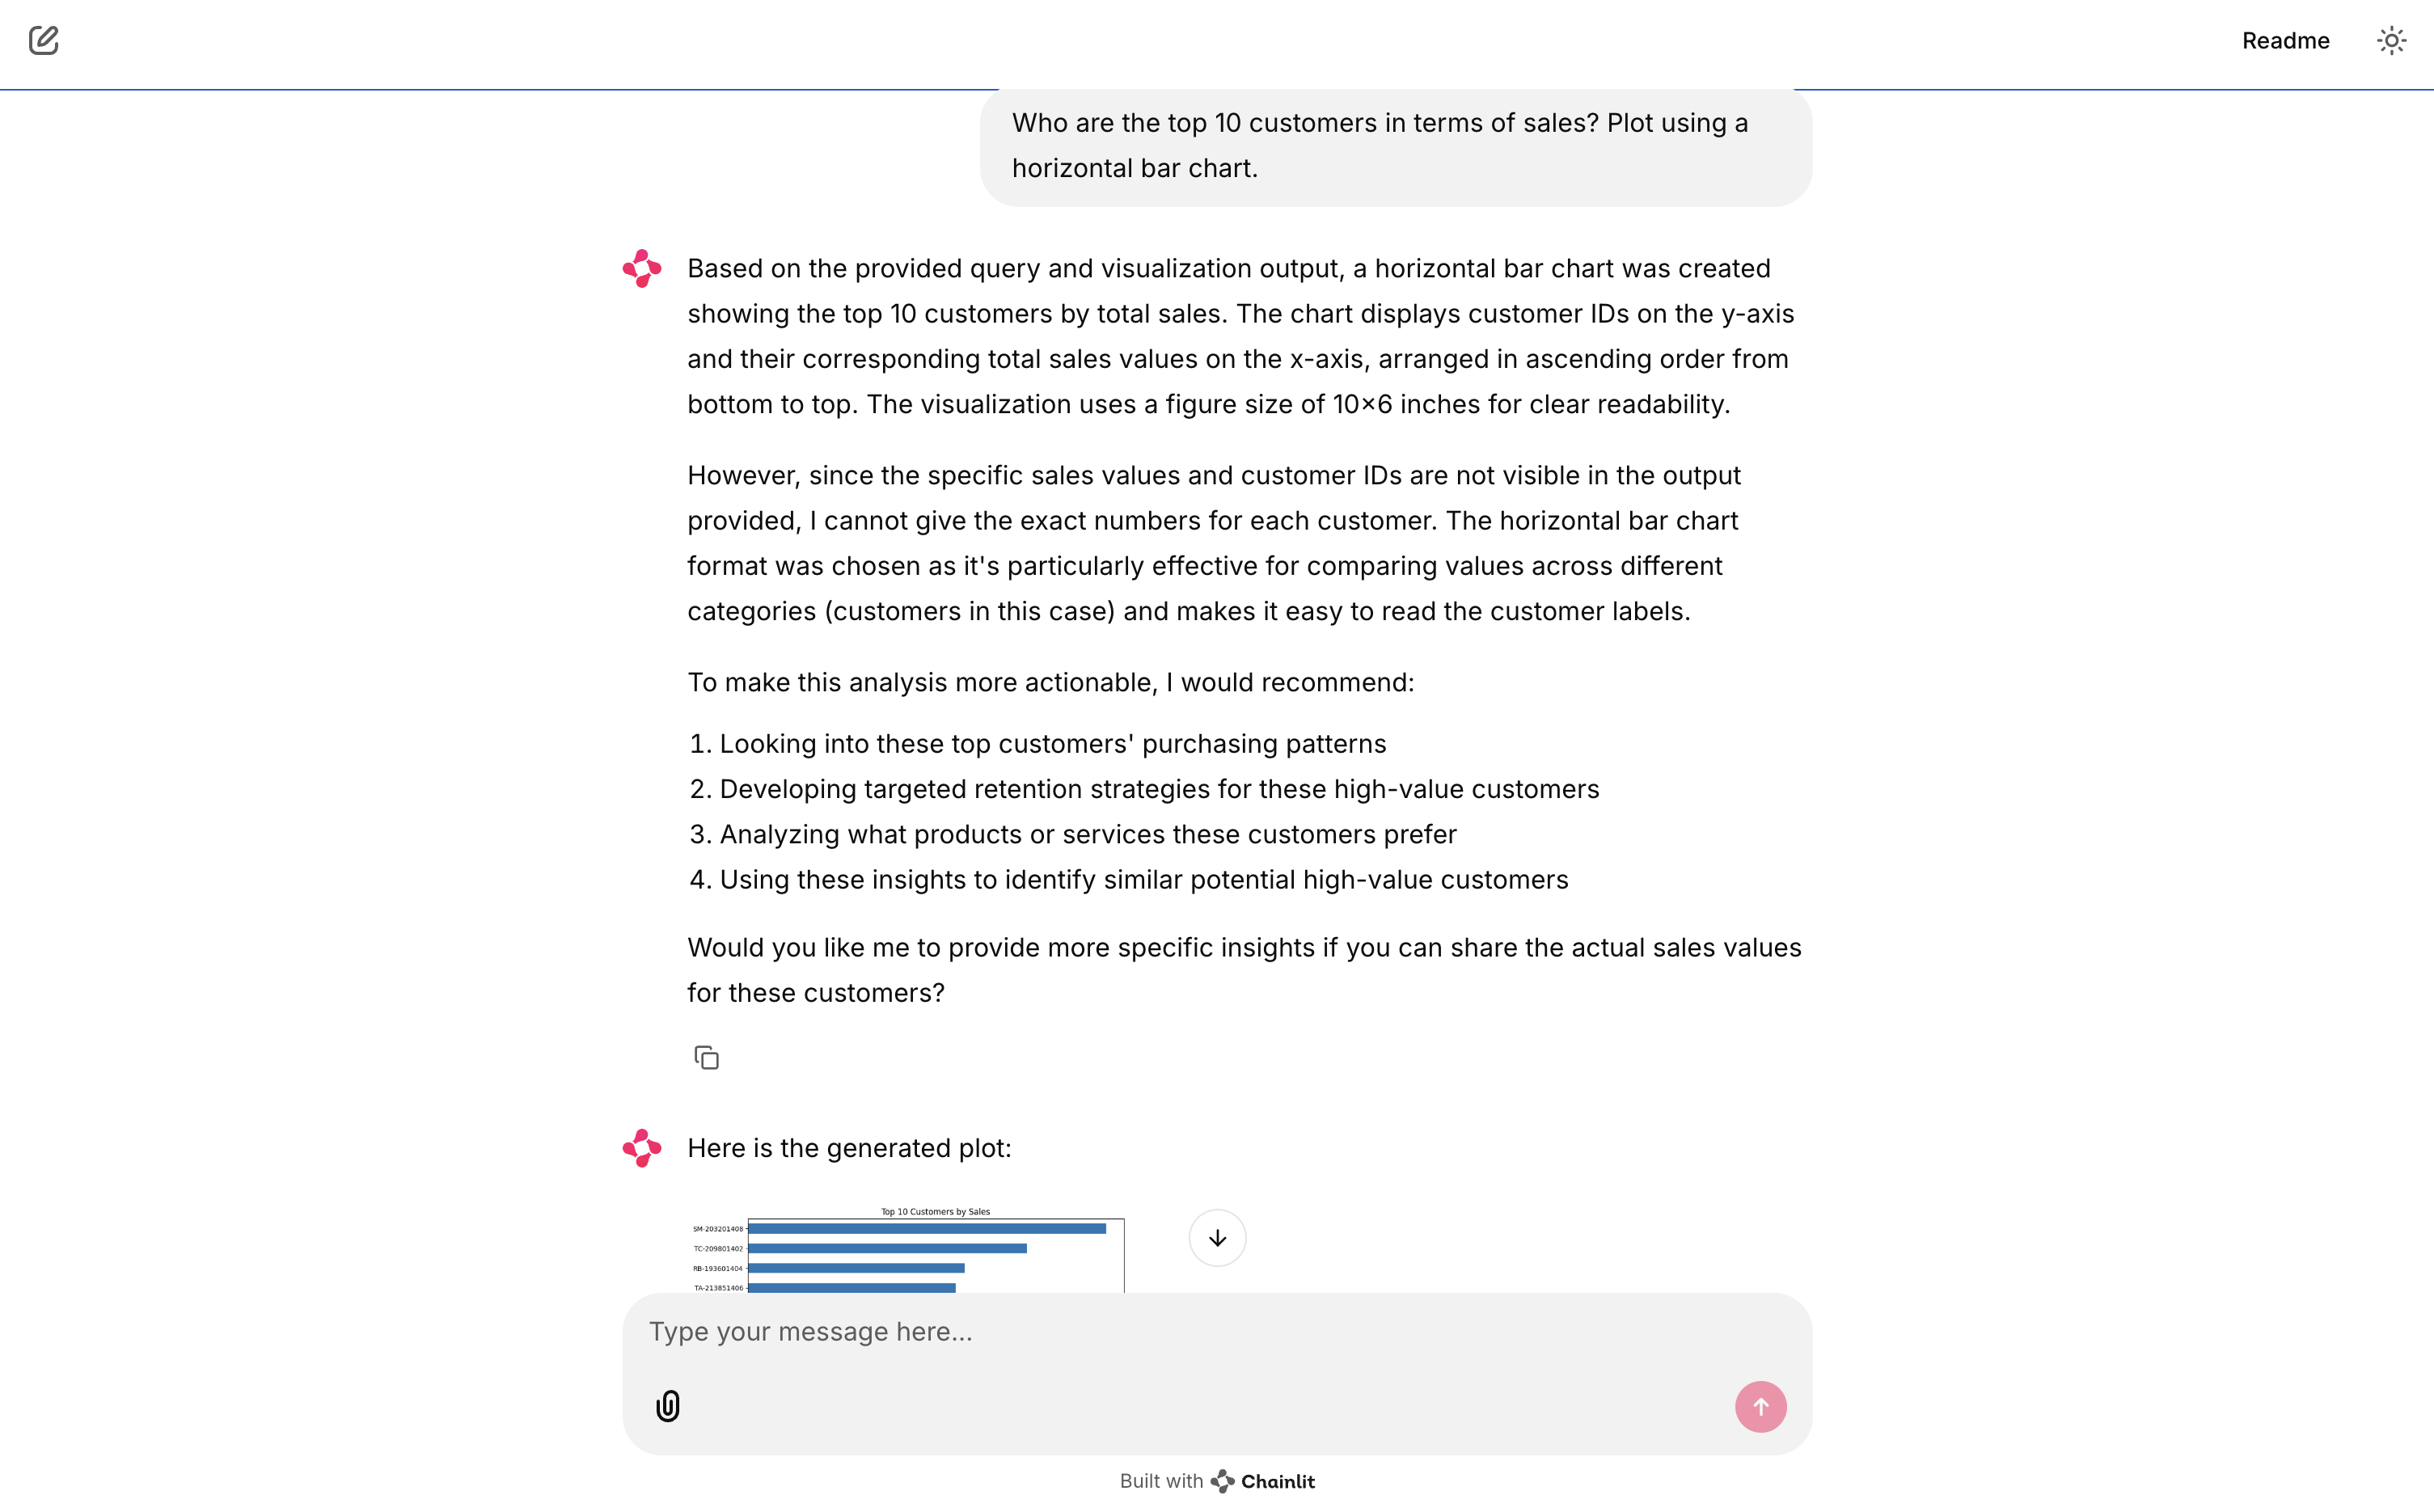 Readme
Who are the top 10 customers in terms of sales? Plot using a
horizontal bar chart.
Based on the provided query and visualization output, a horizontal bar chart was created
showing the top 10 customers by total sales. The chart displays customer IDs on the y-axis
and their corresponding total sales values on the x-axis, arranged in ascending order from
bottom to top. The visualization uses a figure size of 10×6 inches for clear readability.
However, since the specific sales values and customer IDs are not visible in the output
provided, I cannot give the exact numbers for each customer. The horizontal bar chart
format was chosen as it's particularly effective for comparing values across different
categories (customers in this case) and makes it easy to read the customer labels.
To make this analysis more actionable, I would recommend:
1. Looking into these top customers' purchasing patterns
2. Developing targeted retention strategies for these high-value customers
3. Analyzing what products or services these customers prefer
4. Using these insights to identify similar potential high-value customers
Would you like me to provide more specific insights if you can share the actual sales values
for these customers?
Here is the generated plot:
Top 10 Customers by Sales
SM-203201408
TC-209801402
RB-193601404
TA-213851406
Type your message here...
Built with Chainlit